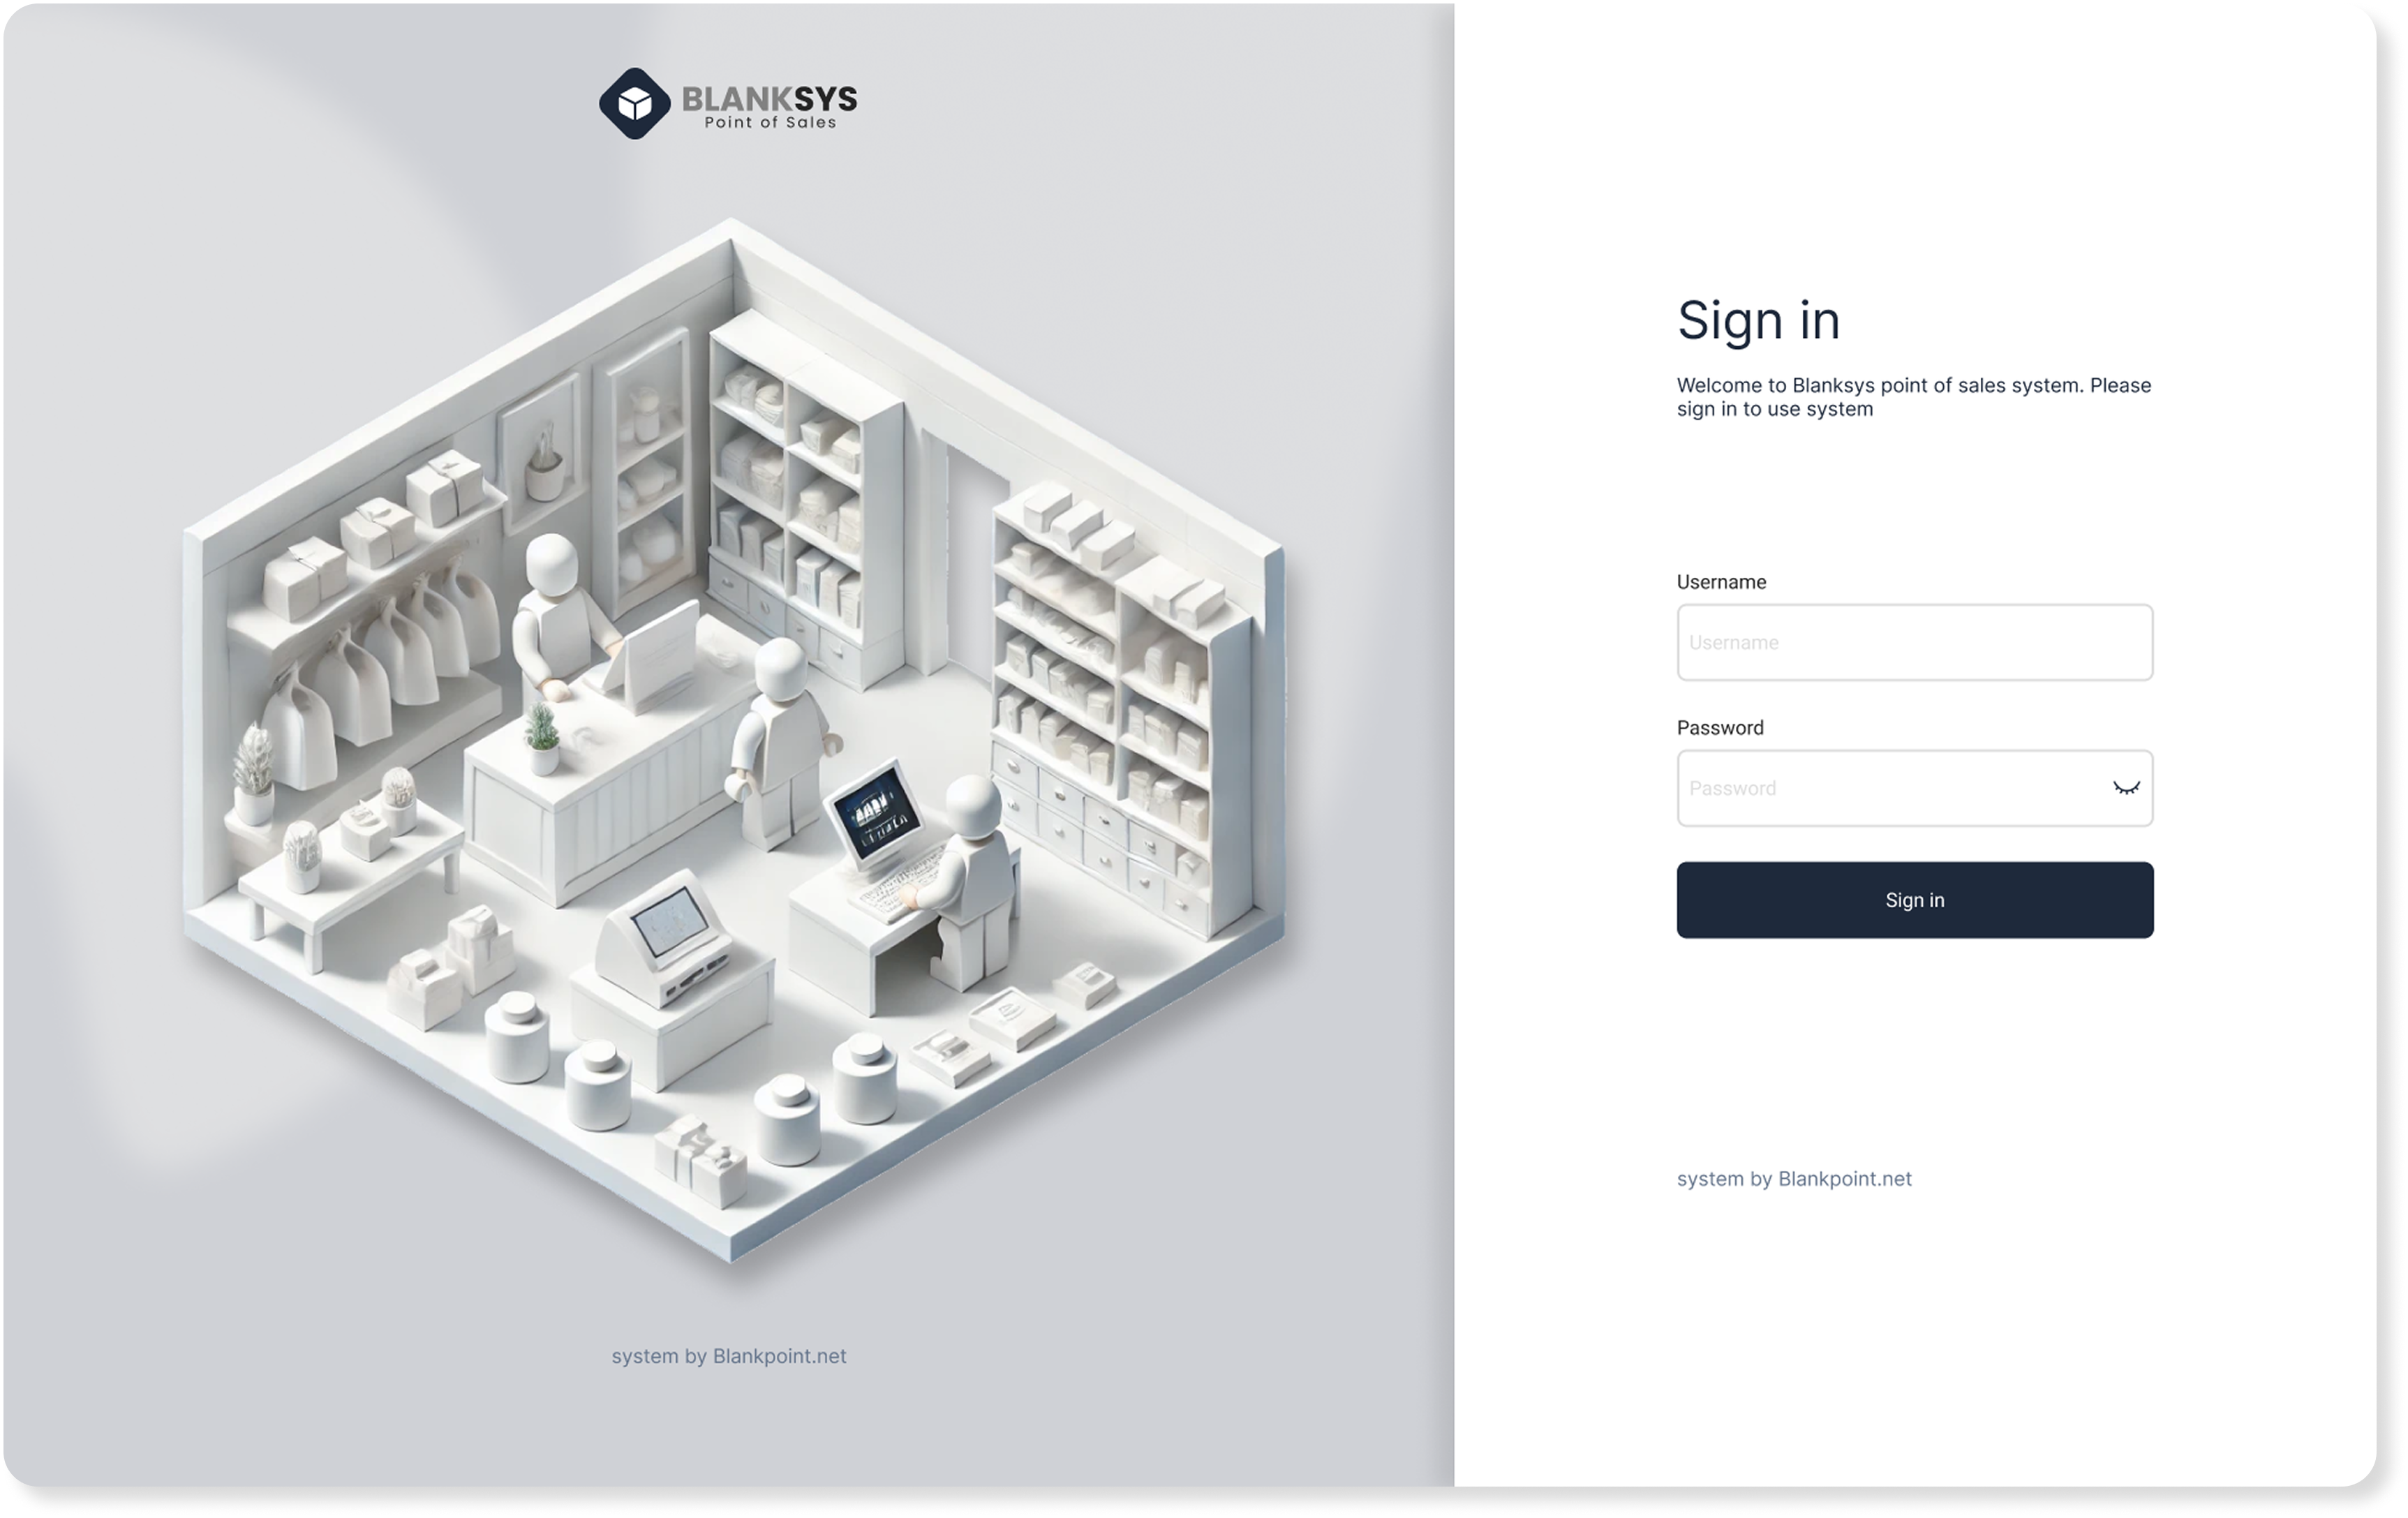 BLANKSYS
Point of Sales
system by Blankpoint.net
Sign in
Welcome to Blanksys point of sales system. Please
sign in to use system
Username
Username
Password
Password
Sign in
system by Blankpoint.net